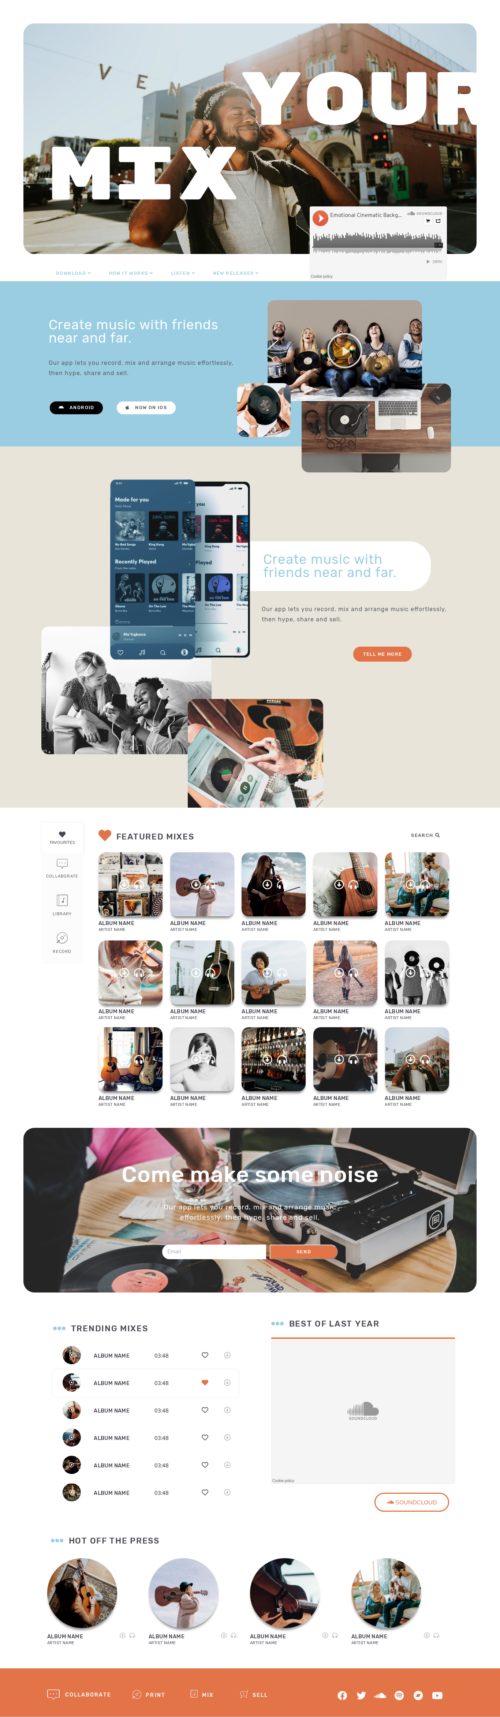 VEN
YOUR
MIX
Emotional Cinematic Backg...
SOUNDCLOUD
Cookie policy
DOWNLOAD
HOW IT WORKS
LISTEN
NEW RELEASES
Create music with friends
near and far.
Our app lets you record, mix and arrange music effortlessly,
then hype, share and sell.
ANDROID
NOW ON IOS
Made for you
Recently Played
Create music with
friends near and far.
Our app lets you record, mix and arrange music effortlessly,
then hype, share and sell.
TELL ME MORE
FAVOURITES
COLLABORATE
LIBRARY
RECORD
FEATURED MIXES
SEARCH
ALBUM NAME ALBUM NAME ALBUM NAME ALBUM NAME ALBUM NAME
ARTIST NAME ARTIST NAME ARTIST NAME ARTIST NAME ARTIST NAME
ALBUM NAME ALBUM NAME ALBUM NAME ALBUM NAME ALBUM NAME
ARTIST NAME ARTIST NAME ARTIST NAME ARTIST NAME ARTIST NAME
ALBUM NAME ALBUM NAME ALBUM NAME ALBUM NAME ALBUM NAME
ARTIST NAME ARTIST NAME ARTIST NAME ARTIST NAME ARTIST NAME
Come make some noise
Our app lets you record, mix and arrange music
effortlessly, then hype, share and sell.
Email
SEND
TRENDING MIXES
ALBUM NAME 03:48
ALBUM NAME 03:48
ALBUM NAME 03:48
ALBUM NAME 03:48
ALBUM NAME 03:48
ALBUM NAME 03:48
BEST OF LAST YEAR
SOUNDCLOUD
Cookie policy
SOUNDCLOUD
HOT OFF THE PRESS
ALBUM NAME ALBUM NAME ALBUM NAME ALBUM NAME
ARTIST NAME ARTIST NAME ARTIST NAME ARTIST NAME
COLLABORATE
PRINT
MIX
SELL